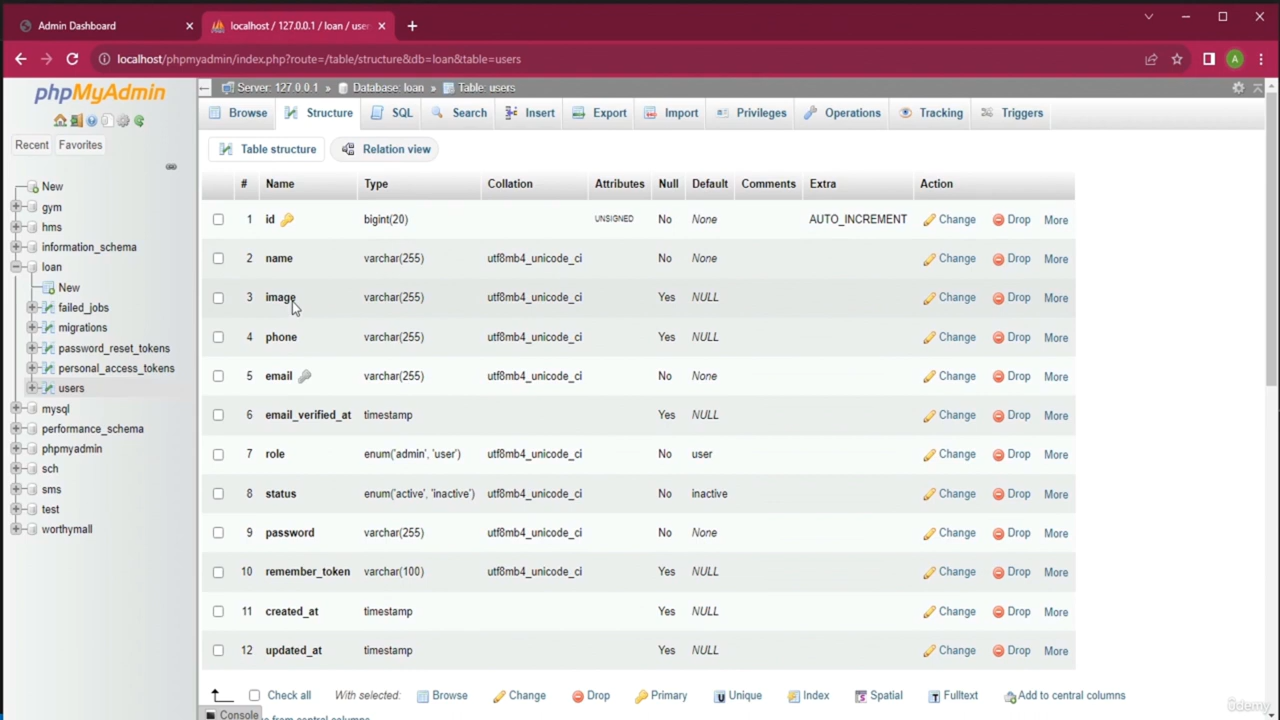 Admin Dashboard
localhost / 127.0.0.1 / loan / user
localhost/phpmyadmin/index.php?route=/table/structure&db=loan&table=users
A
phpMyAdmin
Server: 127.0.0.1 » Database: loan » Table: users
Browse Structure SQL Search Insert Export Import Privileges Operations Tracking Triggers
Recent Favorites
Table structure Relation view
New
gym
hms
information_schema
loan
New
failed_jobs
migrations
password_reset_tokens
personal_access_tokens
users
mysql
performance_schema
phpmyadmin
sch
sms
test
worthymall
# Name Type Collation Attributes Null Default Comments Extra Action
1 id bigint(20) UNSIGNED No None AUTO_INCREMENT Change Drop More
2 name varchar(255) utf8mb4_unicode_ci No None Change Drop More
3 image varchar(255) utf8mb4_unicode_ci Yes NULL Change Drop More
4 phone varchar(255) utf8mb4_unicode_ci Yes NULL Change Drop More
5 email varchar(255) utf8mb4_unicode_ci No None Change Drop More
6 email_verified_at timestamp Yes NULL Change Drop More
7 role enum('admin', 'user') utf8mb4_unicode_ci No user Change Drop More
8 status enum('active', 'inactive') utf8mb4_unicode_ci No inactive Change Drop More
9 password varchar(255) utf8mb4_unicode_ci No None Change Drop More
10 remember_token varchar(100) utf8mb4_unicode_ci Yes NULL Change Drop More
11 created_at timestamp Yes NULL Change Drop More
12 updated_at timestamp Yes NULL Change Drop More
Check all With selected: Browse Change Drop Primary Unique Index Spatial Fulltext Add to central columns
Console
from central columns
ûdemy